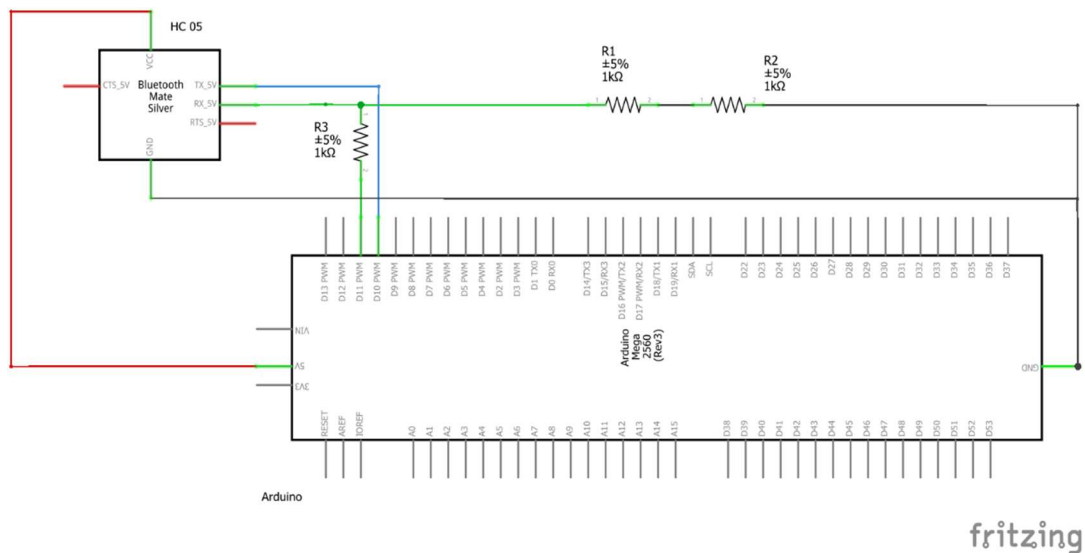 HC 05
VCC
Bluetooth
Mate
Silver
CTS_5V
TX_5V
RX_5V
RTS_5V
GND
R1
±5%
1kΩ
1
2
R2
±5%
1kΩ
1
2
R3
±5%
1kΩ
1
2
D13 PWM
D12 PWM
D11 PWM
D10 PWM
D9 PWM
D8 PWM
D7 PWM
D6 PWM
D5 PWM
D4 PWM
D2 PWM
D3 PWM
D1 TX0
D0 RX0
D14/TX3
D15/RX3
D16 PWM/TX2
D17 PWM/RX2
D18/TX1
D19/RX1
SDA
SCL
D22
D23
D24
D25
D26
D27
D28
D29
D30
D31
D32
D33
D34
D35
D36
D37
VIN
5V
3V3
Arduino
Mega
2560
(Rev3)
GND
RESET
AREF
IOREF
A0
A1
A2
A3
A4
A5
A6
A7
A8
A9
A10
A11
A12
A13
A14
A15
D38
D39
D40
D41
D42
D43
D44
D45
D46
D47
D48
D49
D50
D51
D52
D53
Arduino
fritzing